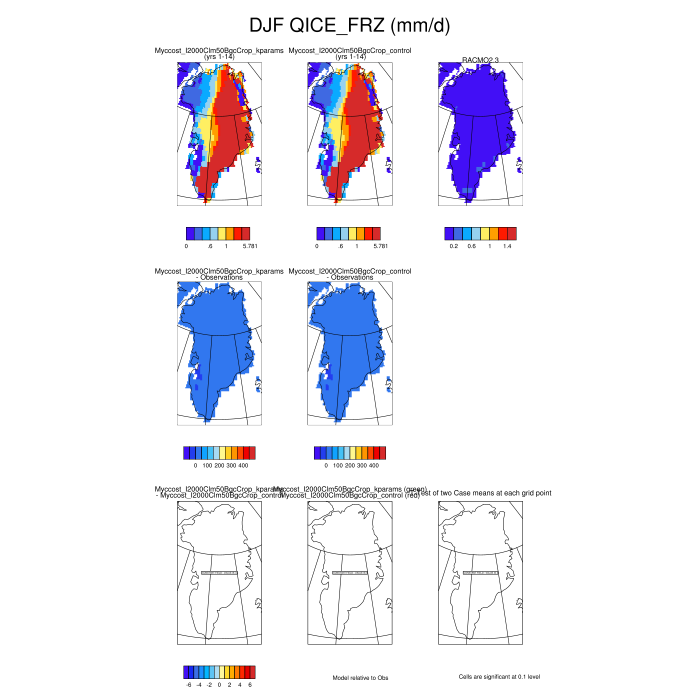 DJF QICE_FRZ (mm/d)
Myccost_I2000Clm50BgcCrop_kparams
(yrs 1-14)
Myccost_I2000Clm50BgcCrop_control
(yrs 1-14)
RACMO2.3
0 .6 1 5.781
0 .6 1 5.781
0.2 0.6 1 1.4
Myccost_I2000Clm50BgcCrop_kparams
- Observations
Myccost_I2000Clm50BgcCrop_control
- Observations
0 100 200 300 400
0 100 200 300 400
Myccost_I2000Clm50BgcCrop_kparams
- Myccost_I2000Clm50BgcCrop_control
Myccost_I2000Clm50BgcCrop_kparams (green)
Myccost_I2000Clm50BgcCrop_control (red)
of two Case means at each grid point
-6 -4 -2 0 2 4 6
Model relative to Obs
Cells are significant at 0.1 level